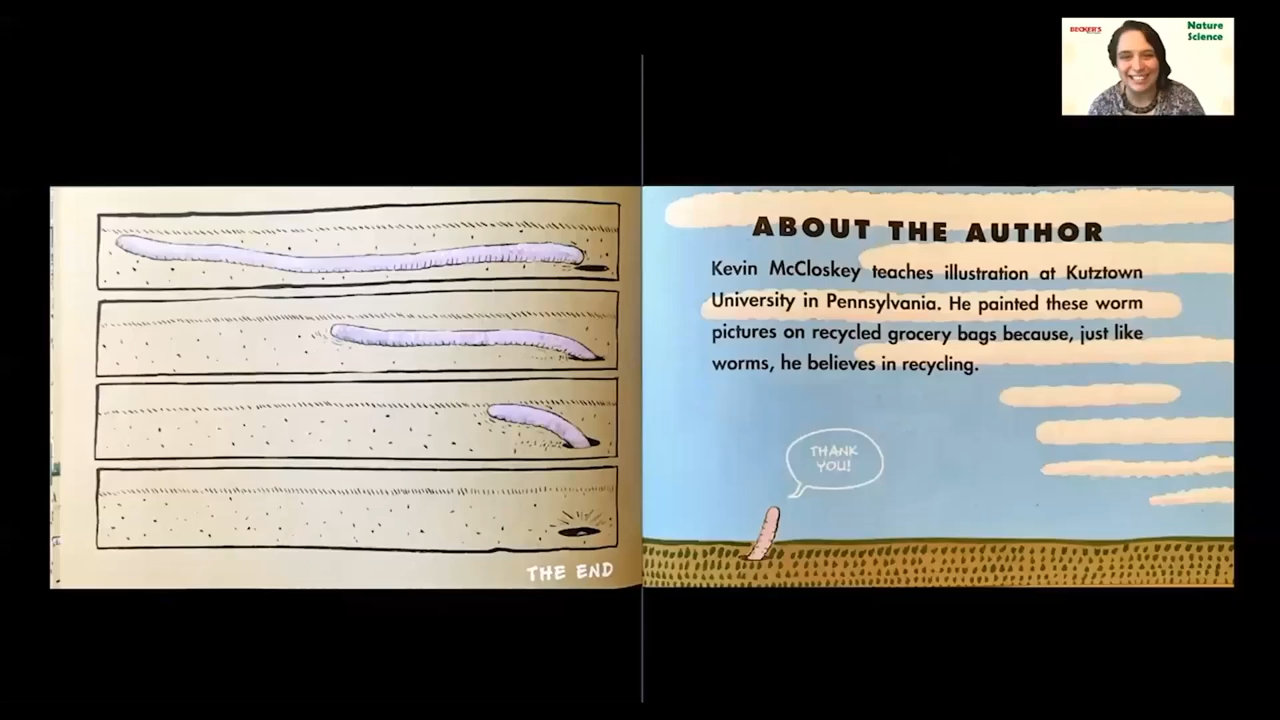 BECKER'S
Nature
Science
THE END
ABOUT THE AUTHOR
Kevin McCloskey teaches illustration at Kutztown
University in Pennsylvania. He painted these worm
pictures on recycled grocery bags because, just like
worms, he believes in recycling.
THANK
YOU!